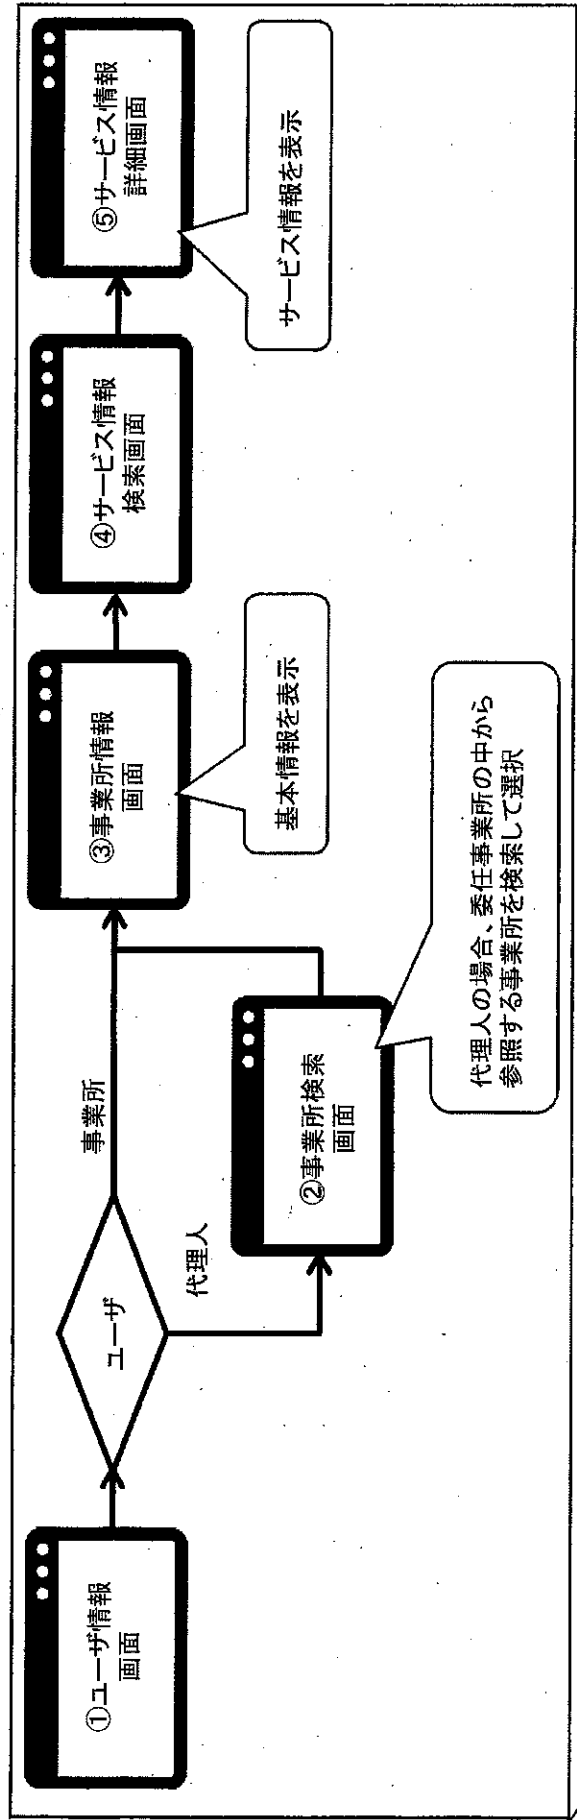 ①ユーザ情報
画面
ユーザ
事業所
代理人
②事業所検索
画面
代理人の場合、委任事業所の中から
参照する事業所を検索して選択
③事業所情報
画面
基本情報を表示
④サービス情報
検索画面
⑤サービス情報
詳細画面
サービス情報を表示